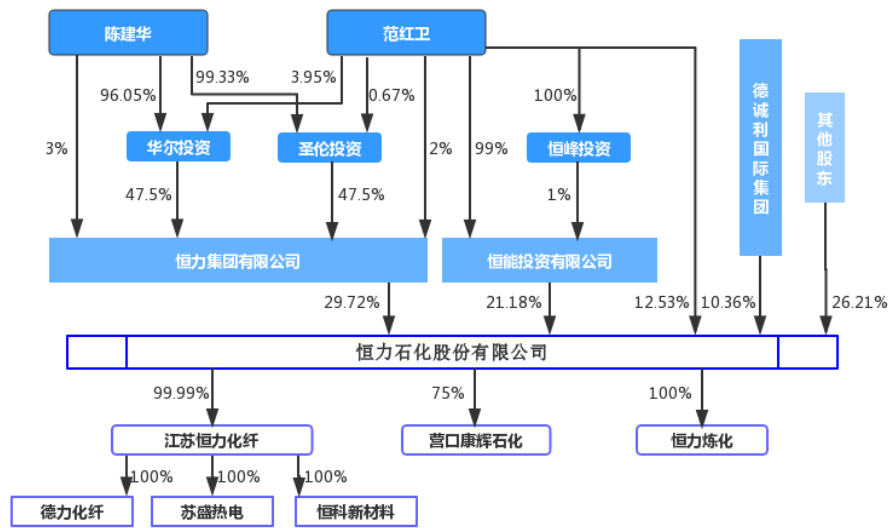 陈建华
范红卫
99.33%
3.95%
96.05%
0.67%
100%
德诚利国际集团
其他股东
3%
华尔投资
圣伦投资
2%
99%
恒峰投资
47.5%
47.5%
1%
恒力集团有限公司
恒能投资有限公司
29.72%
21.18%
12.53%
10.36%
26.21%
恒力石化股份有限公司
99.99%
75%
100%
江苏恒力化纤
营口康辉石化
恒力炼化
100%
100%
100%
德力化纤
苏盛热电
恒科新材料